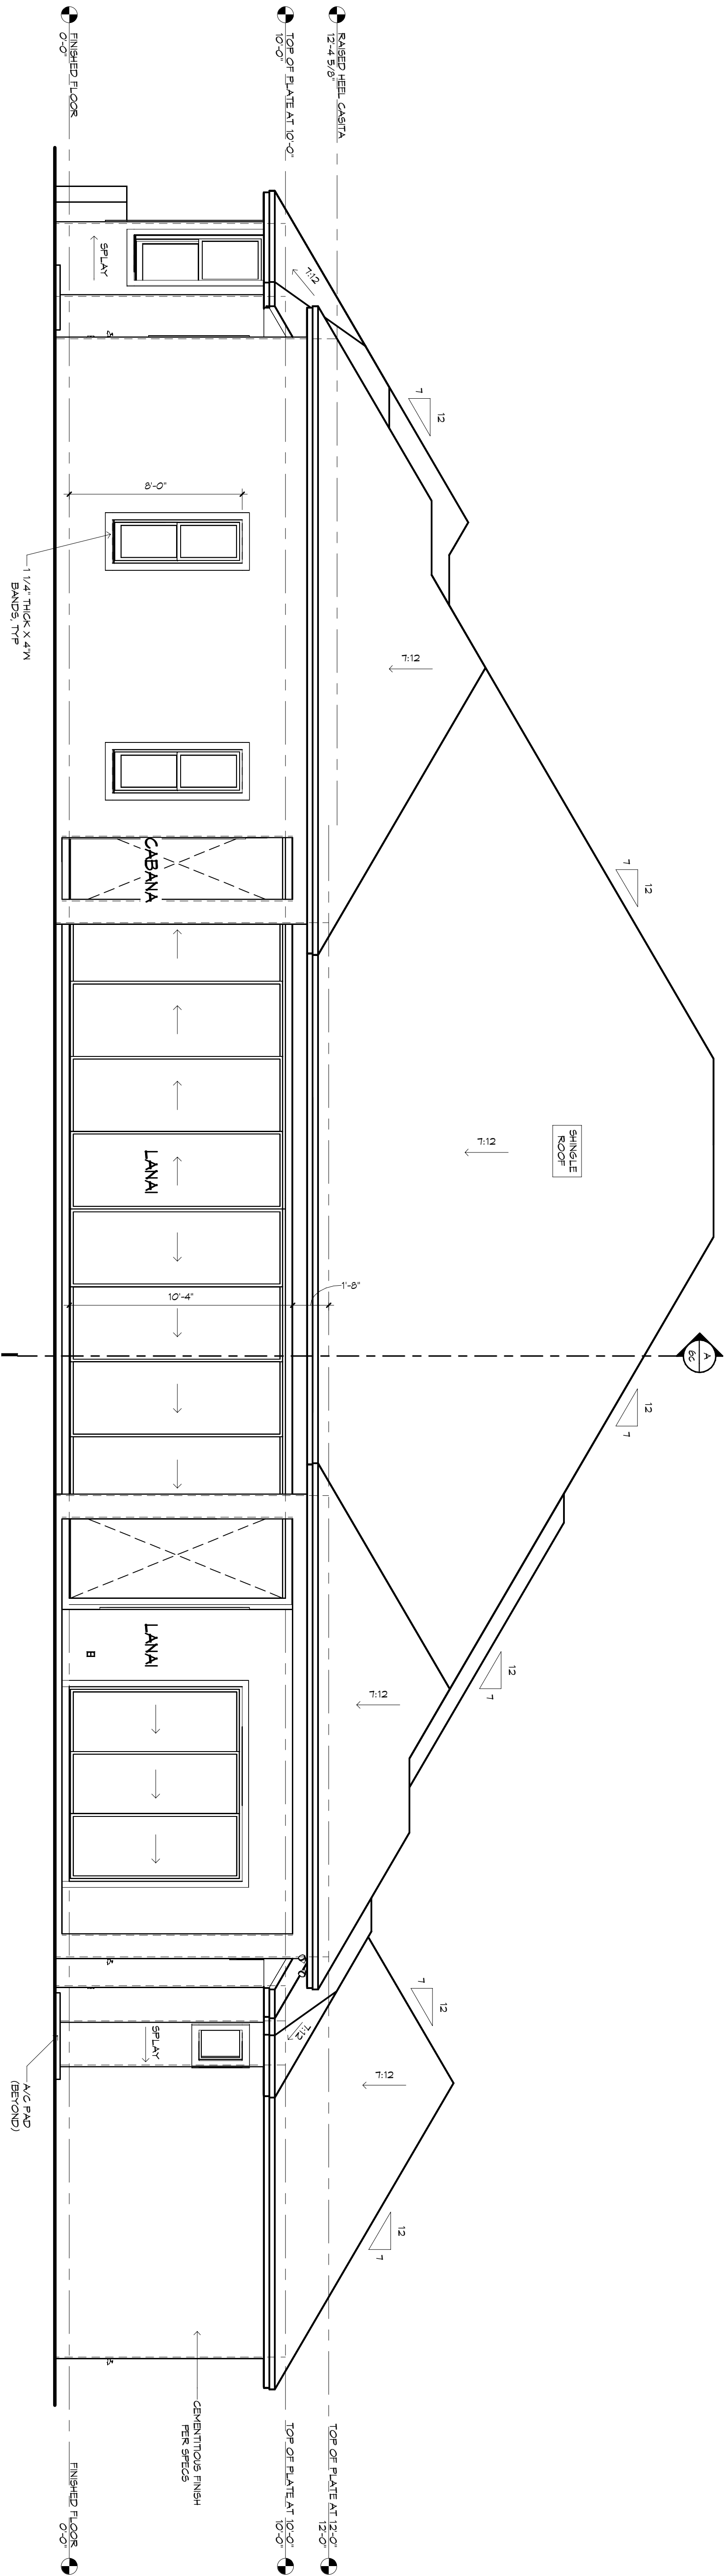 RAISED HEEL CASITA
12'-4 5/8"
TOP OF PLATE AT 10'-0"
10'-0"
FINISHED FLOOR
0'-0"
SPLAY
7:12
12
7
8'-0"
1 1/4" THICK X 4"W
BANDS, TYP
7:12
12
7
CABANA
SHINGLE
ROOF
7:12
LANAI
1'-8"
10'-4"
A
6C
12
7
12
7
LANAI
7:12
12
7
7:12
7:12
SPLAY
A/C PAD
(BEYOND)
12
7
CEMENTITIOUS FINISH
PER SPECS
TOP OF PLATE AT 12'-0"
12'-0"
TOP OF PLATE AT 10'-0"
10'-0"
FINISHED FLOOR
0'-0"